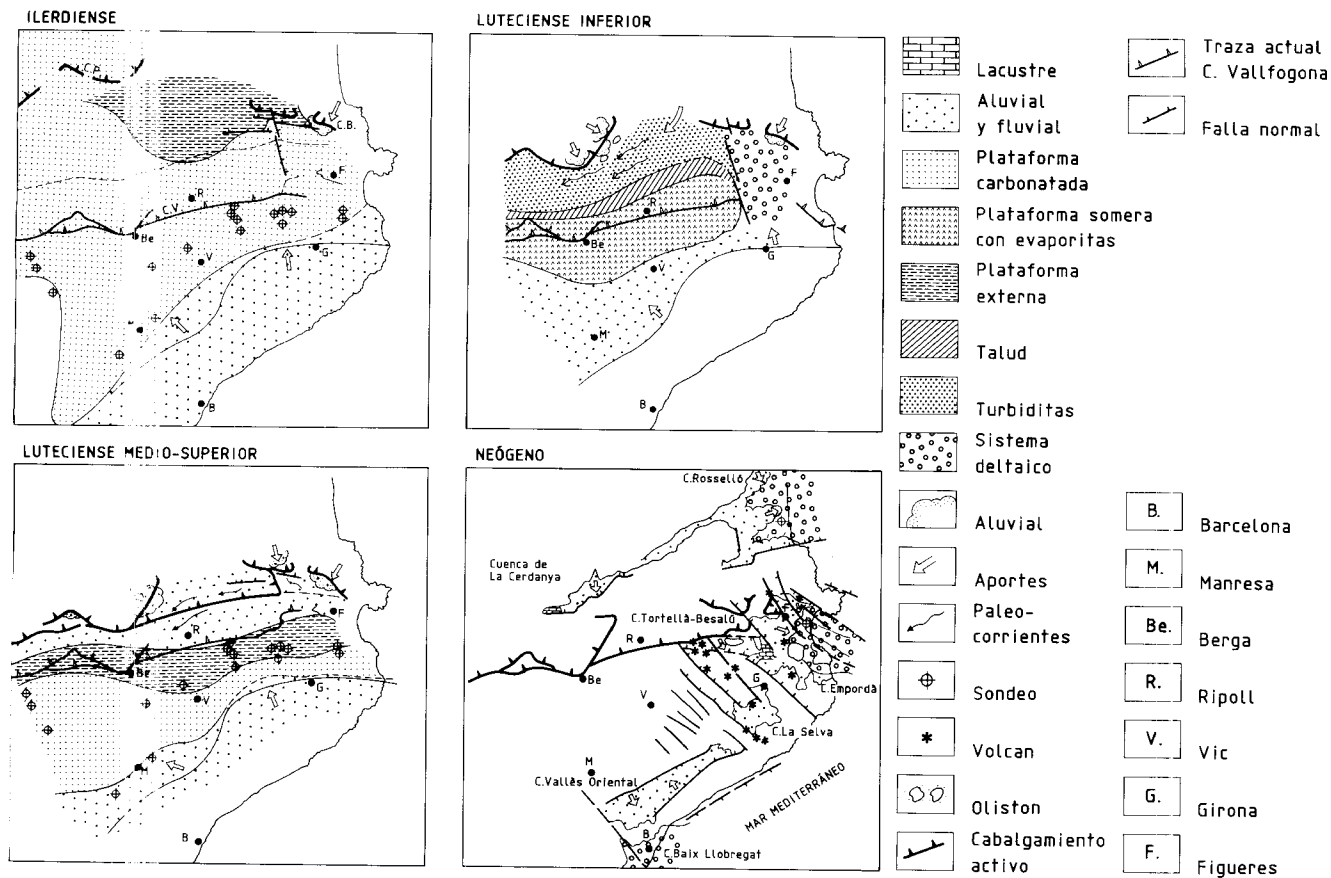 ILERDIENSE
C.P.
C.B.
F
R
C.V.
Be
V
G
B
LUTECIENSE INFERIOR
F
R
Be
V
G
M
B
LUTECIENSE MEDIO-SUPERIOR
F
R
Be
V
G
M
B
NEÓGENO
C.Rosselló
Cuenca de
La Cerdanya
C.Tortellà-Besalú
R
F
Be
G
C.Empordà
V
C.La Selva
M
C.Vallès Oriental
MAR MEDITERRÁNEO
B
C.Baix Llobregat
Lacustre
Aluvial
y fluvial
Plataforma
carbonatada
Plataforma somera
con evaporitas
Plataforma
externa
Talud
Turbiditas
Sistema
deltaico
Aluvial
Aportes
Paleo-
corrientes
Sondeo
Volcan
Oliston
Cabalgamiento
activo
Traza actual
C. Vallfogona
Falla normal
B. Barcelona
M. Manresa
Be. Berga
R. Ripoll
V. Vic
G. Girona
F. Figueres